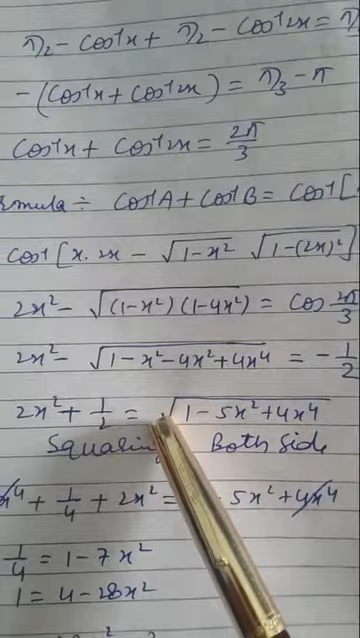 π/2 - cos⁻¹x + π/2 - cos⁻¹2x = π/
-(cos⁻¹x + cos⁻¹2x) = π/3 - π
cos⁻¹x + cos⁻¹2x = 2π/3
ormula ÷ cos⁻¹A + cos⁻¹B = cos⁻¹[
cos⁻¹[x.2x - √1-x² √1-(2x)²]
2x² - √(1-x²)(1-4x²) = cos 2π/3
2x² - √1-x²-4x²+4x⁴ = -1/2
2x² + 1/2 = √1-5x²+4x⁴
Squaring Both Side
x⁴ + 1/4 + 2x² = 5x² + 4x⁴
1/4 = 1-7x²
1 = 4-28x²